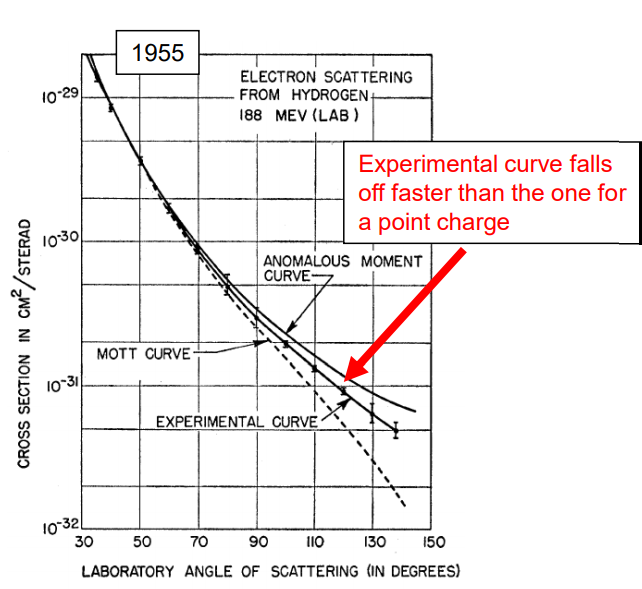 1955
ELECTRON SCATTERING
FROM HYDROGEN
188 MEV (LAB)
Experimental curve falls
off faster than the one for
a point charge
ANOMALOUS MOMENT
CURVE
MOTT CURVE
EXPERIMENTAL CURVE
CROSS SECTION IN CM²/STERAD
10⁻²⁹
10⁻³⁰
10⁻³¹
10⁻³²
30 50 70 90 110 130 150
LABORATORY ANGLE OF SCATTERING (IN DEGREES)